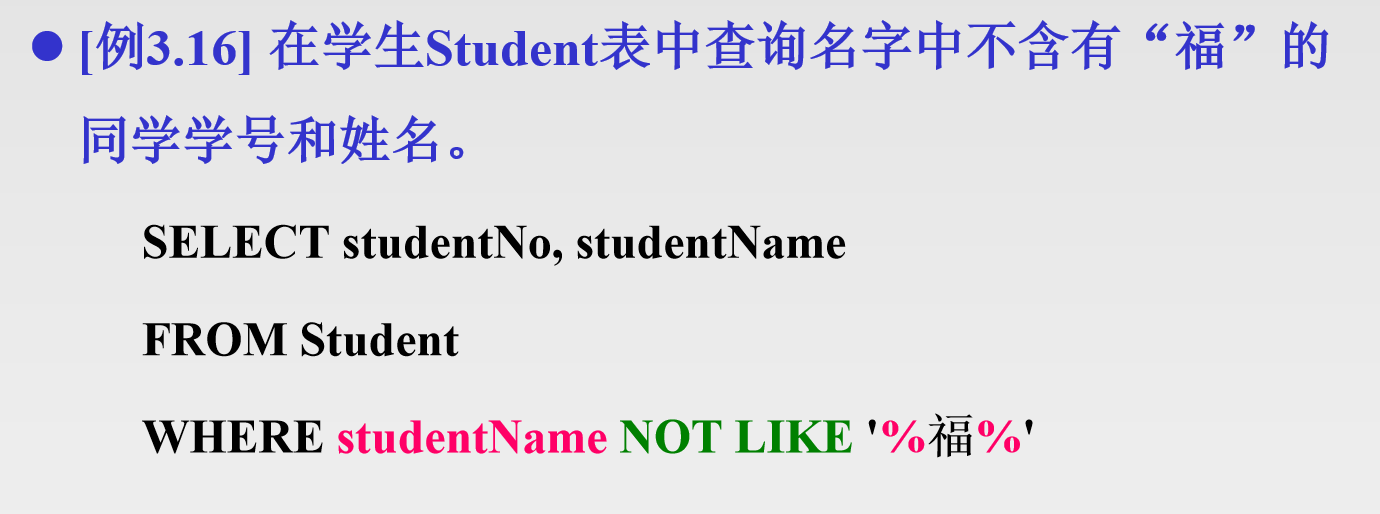 ● [例3.16] 在学生Student表中查询名字中不含有“福”的
同学学号和姓名。
SELECT studentNo, studentName
FROM Student
WHERE studentName NOT LIKE '%福%'